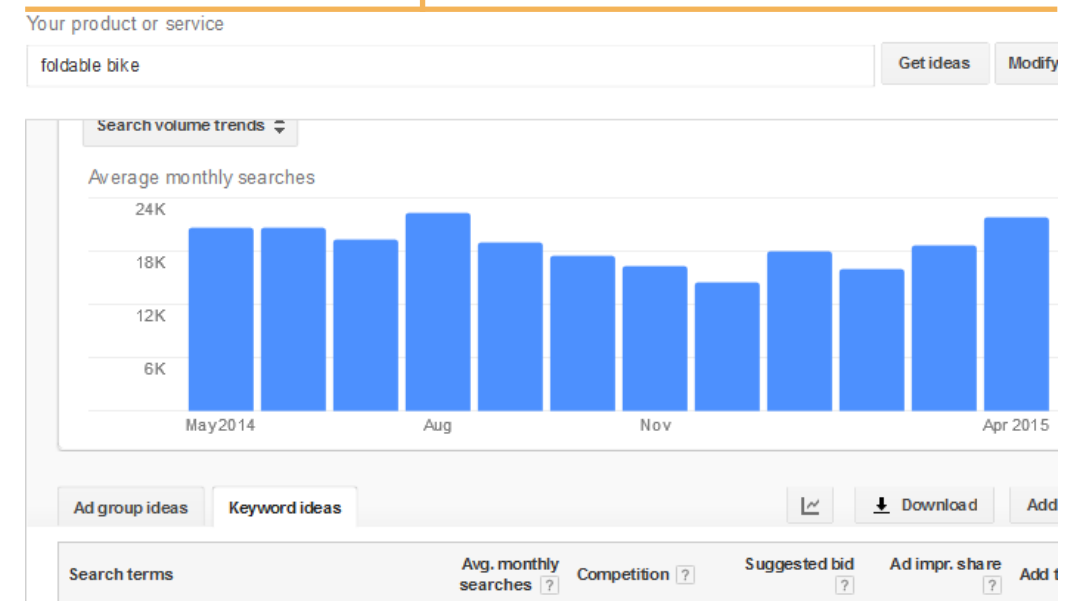 Your product or service
foldable bike
Get ideas
Modify
Search volume trends
Average monthly searches
24K
18K
12K
6K
May 2014
Aug
Nov
Apr 2015
Ad group ideas
Keyword ideas
Download
Add
Search terms
Avg. monthly
searches ?
Competition ?
Suggested bid
?
Ad impr. share
?
Add t